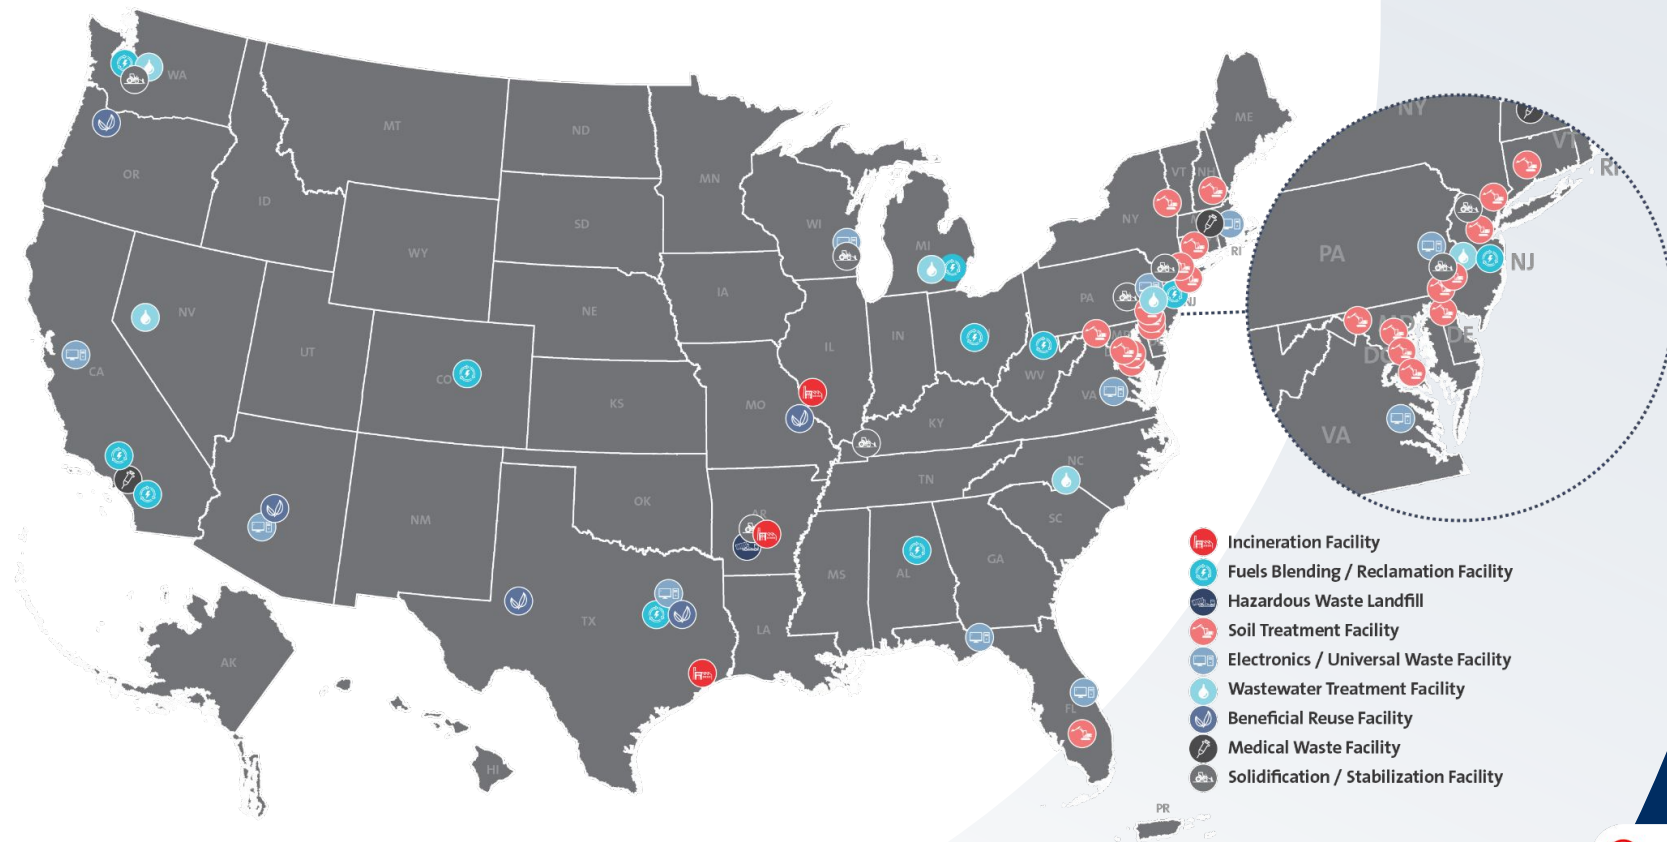 WA
OR
MT
ID
ND
MN
SD
WY
NV
CA
UT
CO
NE
IA
KS
MO
WI
MI
IL
IN
KY
WV
VA
PA
NY
VT
NH
ME
RI
NJ
AZ
NM
OK
TX
AR
LA
MS
AL
GA
TN
NC
SC
FL
AK
HI
PR
NY
VT
RI
PA
NJ
MD
DE
DC
VA
Incineration Facility
Fuels Blending / Reclamation Facility
Hazardous Waste Landfill
Soil Treatment Facility
Electronics / Universal Waste Facility
Wastewater Treatment Facility
Beneficial Reuse Facility
Medical Waste Facility
Solidification / Stabilization Facility